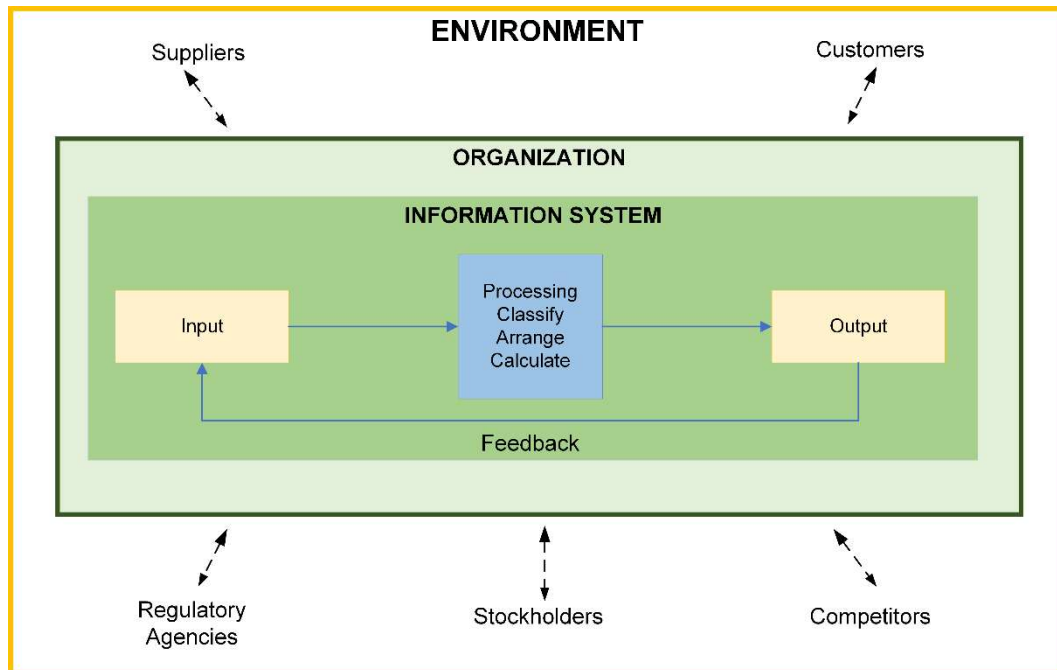 ENVIRONMENT
Suppliers
Customers
ORGANIZATION
INFORMATION SYSTEM
Input
Processing
Classify
Arrange
Calculate
Output
Feedback
Regulatory
Agencies
Stockholders
Competitors